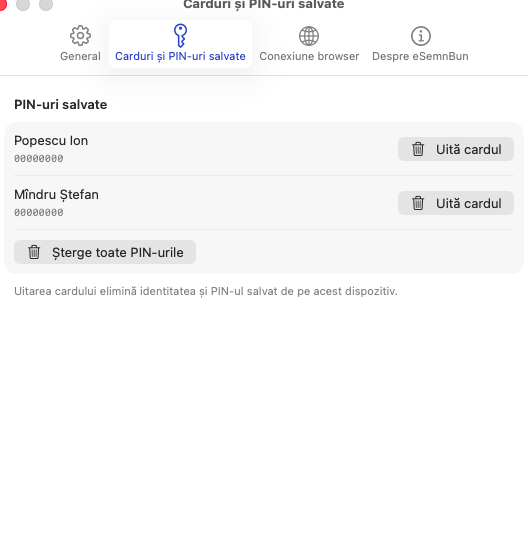 Carduri și PIN-uri salvate
General
Carduri și PIN-uri salvate
Conexiune browser
Despre eSemnBun
PIN-uri salvate
Popescu Ion
00000000
Uită cardul
Mîndru Ștefan
00000000
Uită cardul
Șterge toate PIN-urile
Uitarea cardului elimină identitatea și PIN-ul salvat de pe acest dispozitiv.